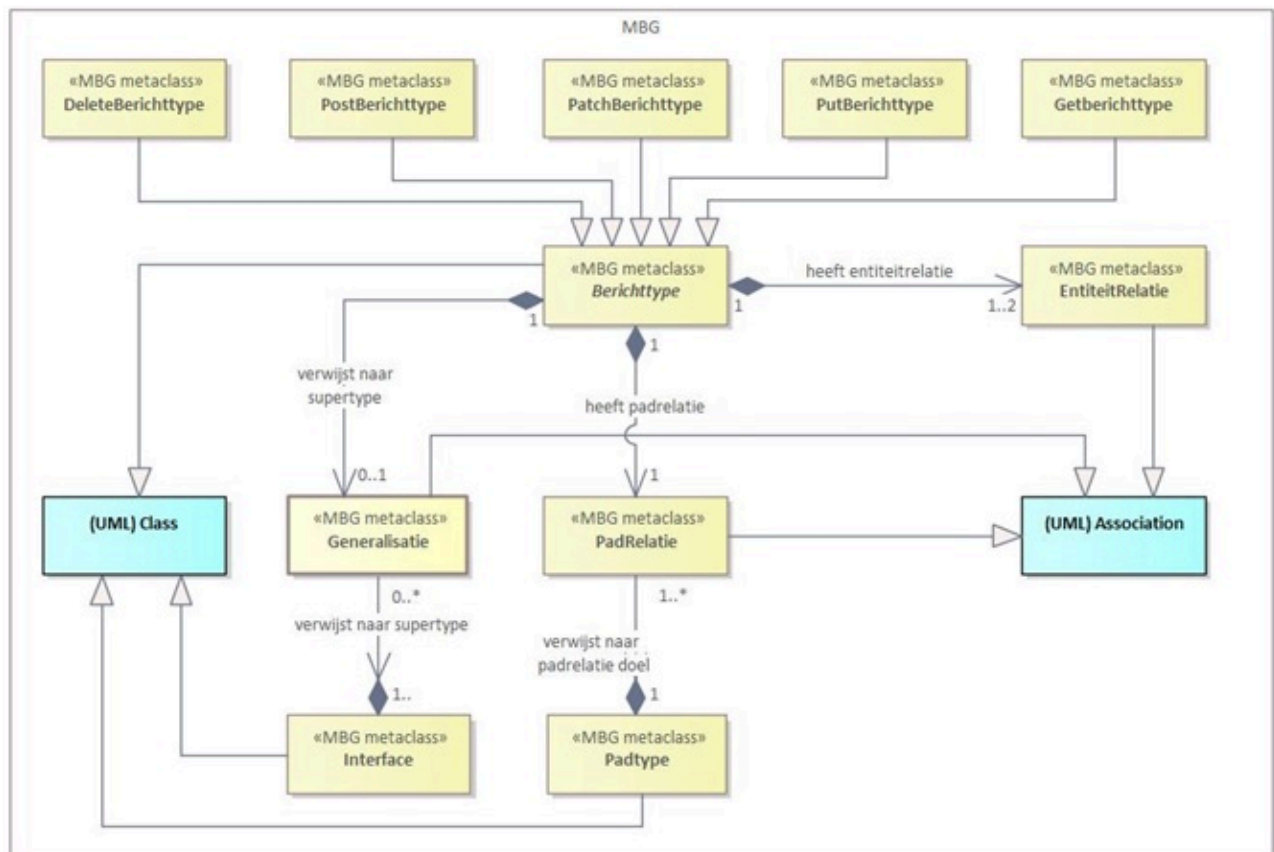 MBG
«MBG metaclass»
DeleteBerichttype
«MBG metaclass»
PostBerichttype
«MBG metaclass»
PatchBerichttype
«MBG metaclass»
PutBerichttype
«MBG metaclass»
Getberichttype
«MBG metaclass»
Berichttype
heeft entiteitrelatie
«MBG metaclass»
EntiteitRelatie
1
1
1..2
1
verwijst naar
supertype
heeft padrelatie
0..1
1
(UML) Class
«MBG metaclass»
Generalisatie
«MBG metaclass»
PadRelatie
(UML) Association
0..*
1..*
verwijst naar supertype
verwijst naar
padrelatie doel
1..
1
«MBG metaclass»
Interface
«MBG metaclass»
Padtype